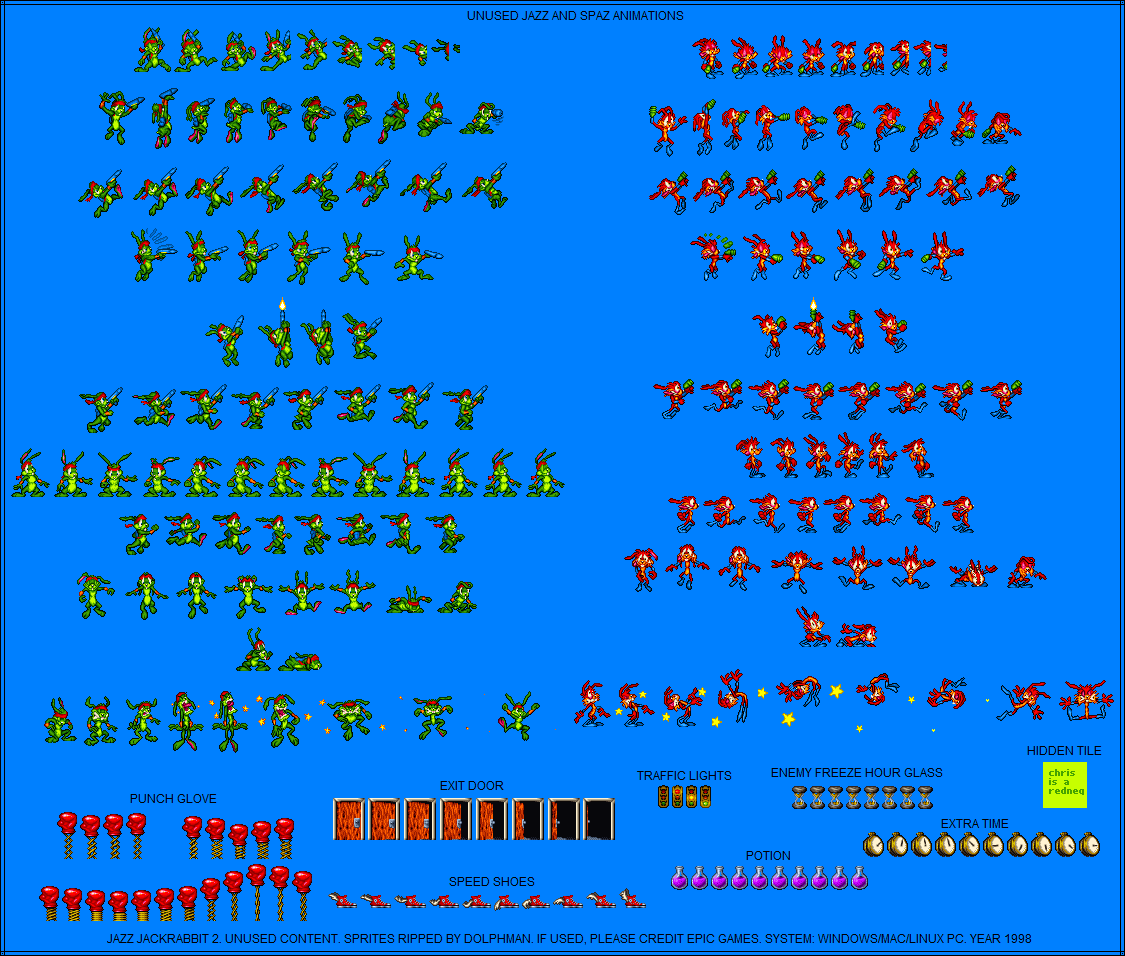 UNUSED JAZZ AND SPAZ ANIMATIONS
HIDDEN TILE
chris
is a
redneq
TRAFFIC LIGHTS
ENEMY FREEZE HOUR GLASS
EXIT DOOR
PUNCH GLOVE
EXTRA TIME
POTION
SPEED SHOES
JAZZ JACKRABBIT 2. UNUSED CONTENT. SPRITES RIPPED BY DOLPHMAN. IF USED, PLEASE CREDIT EPIC GAMES. SYSTEM: WINDOWS/MAC/LINUX PC. YEAR 1998